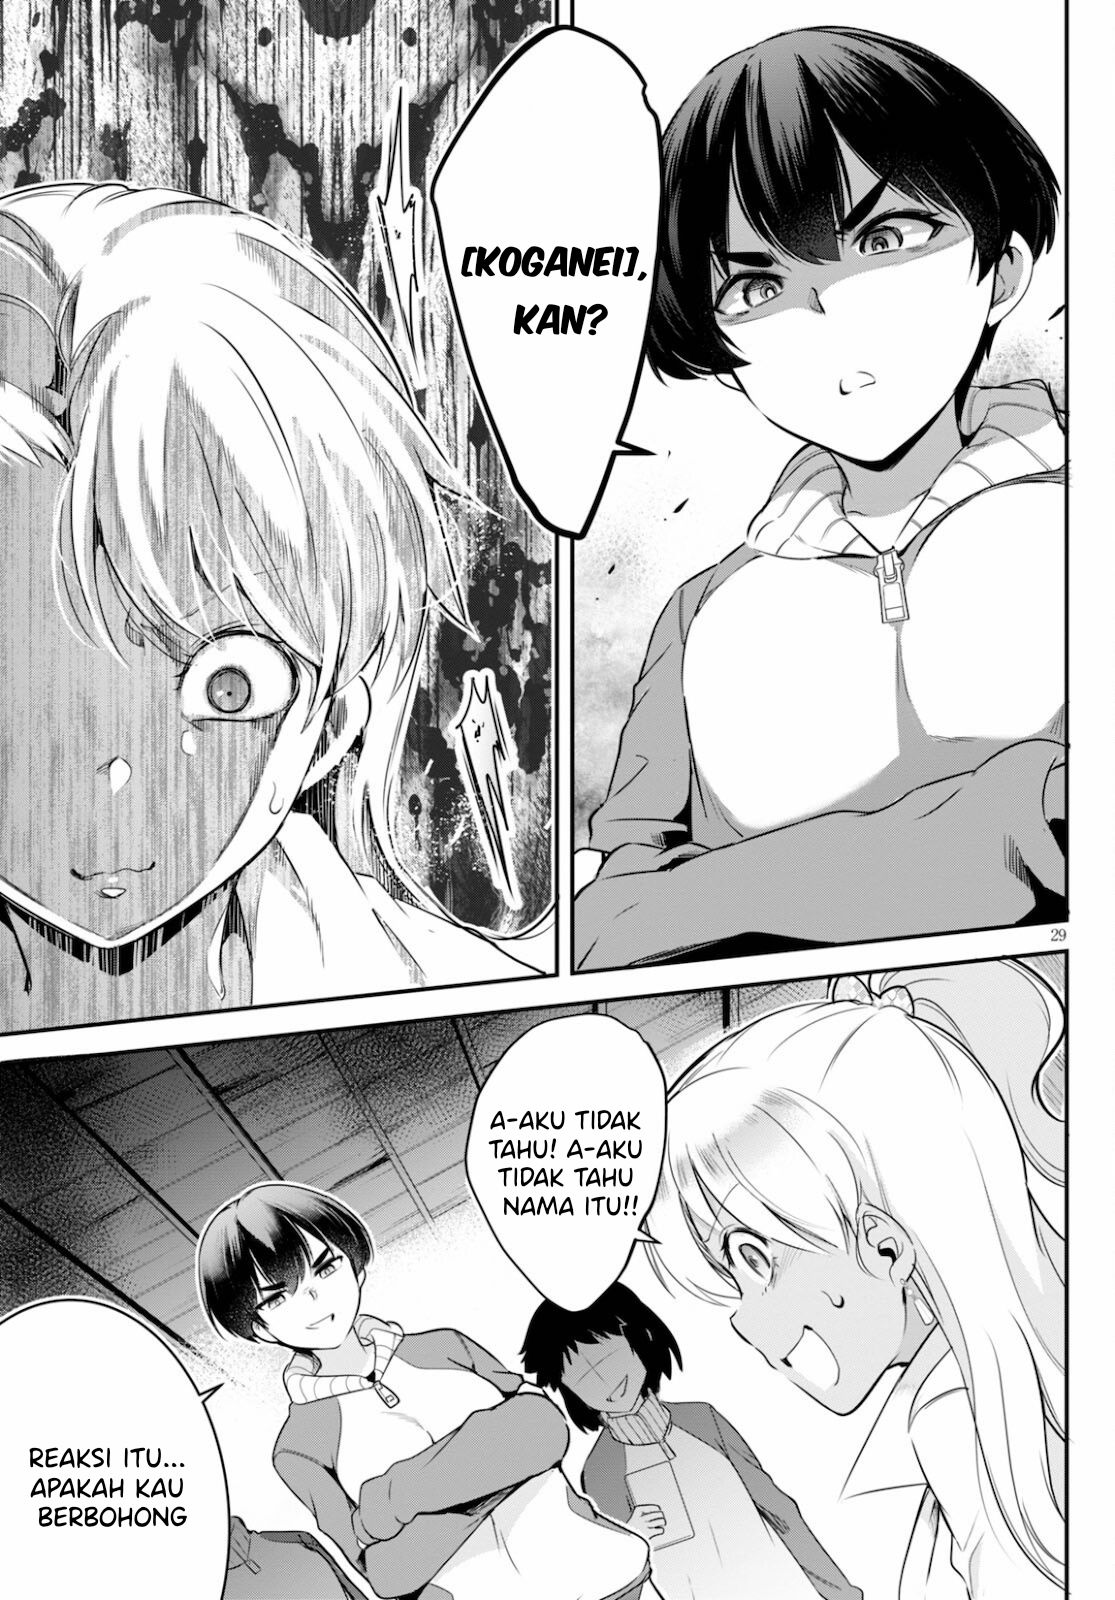 [KOGANEI],
KAN?
29
A-AKU TIDAK
TAHU! A-AKU
TIDAK TAHU
NAMA ITU!!
REAKSI ITU...
APAKAH KAU
BERBOHONG